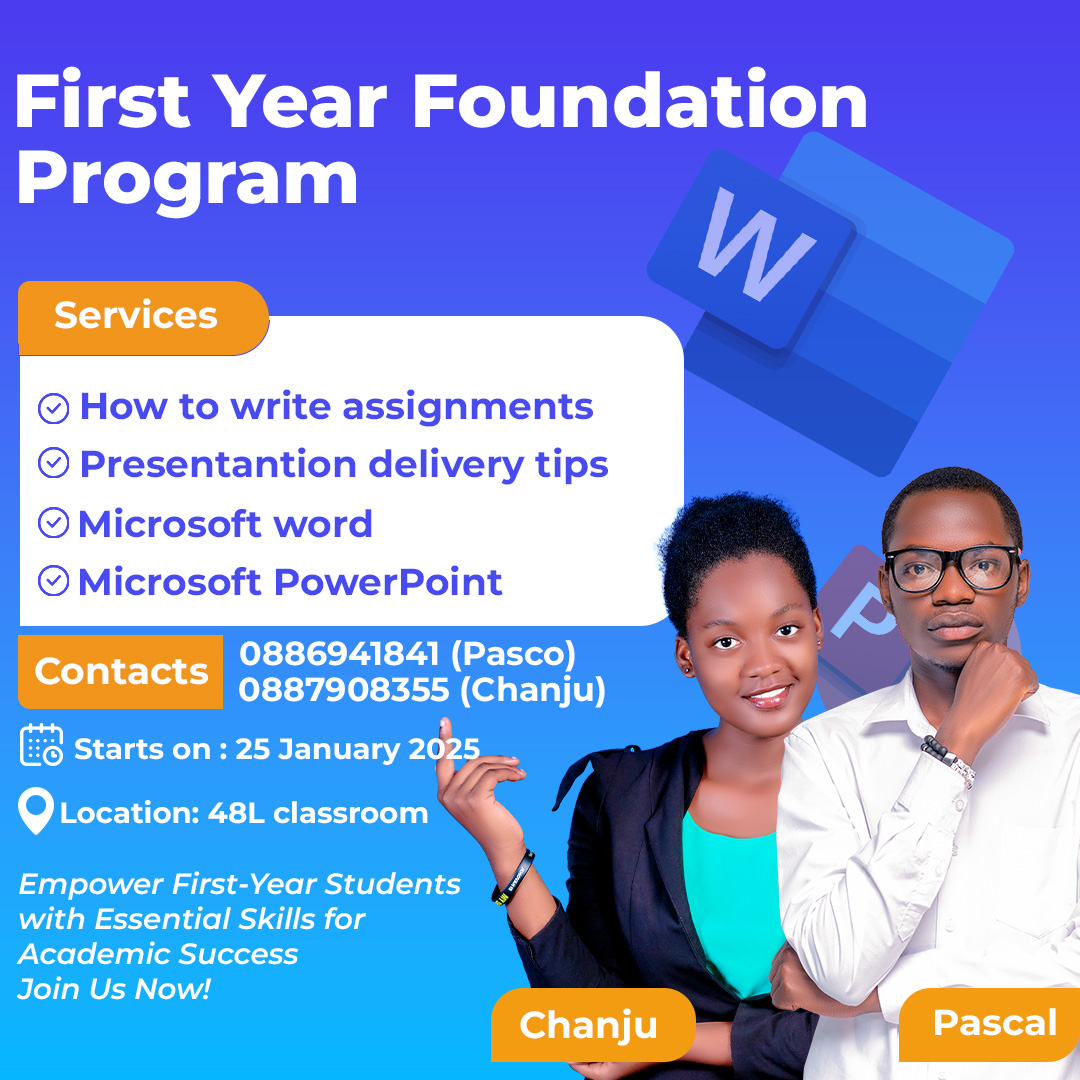 First Year Foundation
Program
W
Services
How to write assignments
Presentantion delivery tips
Microsoft word
Microsoft PowerPoint
P
Contacts
0886941841 (Pasco)
0887908355 (Chanju)
Starts on : 25 January 2025
Location: 48L classroom
Empower First-Year Students
with Essential Skills for
Academic Success
Join Us Now!
Chanju
Pascal